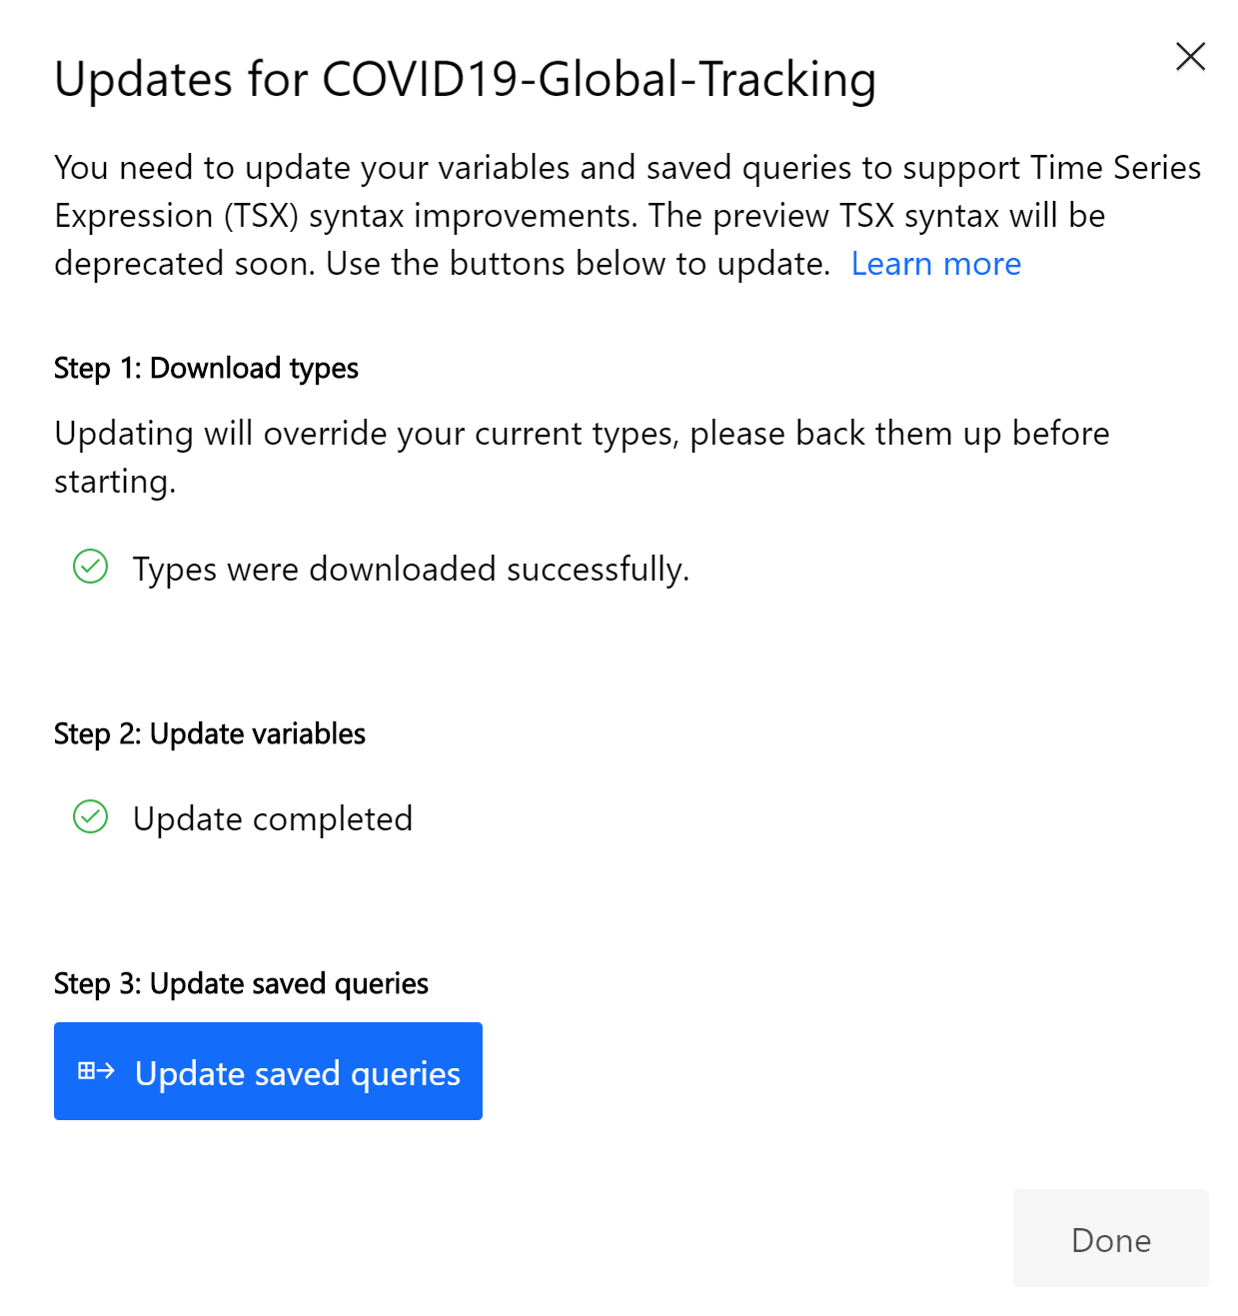 Updates for COVID19-Global-Tracking
You need to update your variables and saved queries to support Time Series
Expression (TSX) syntax improvements. The preview TSX syntax will be
deprecated soon. Use the buttons below to update. Learn more
Step 1: Download types
Updating will override your current types, please back them up before
starting.
Types were downloaded successfully.
Step 2: Update variables
Update completed
Step 3: Update saved queries
Update saved queries
Done